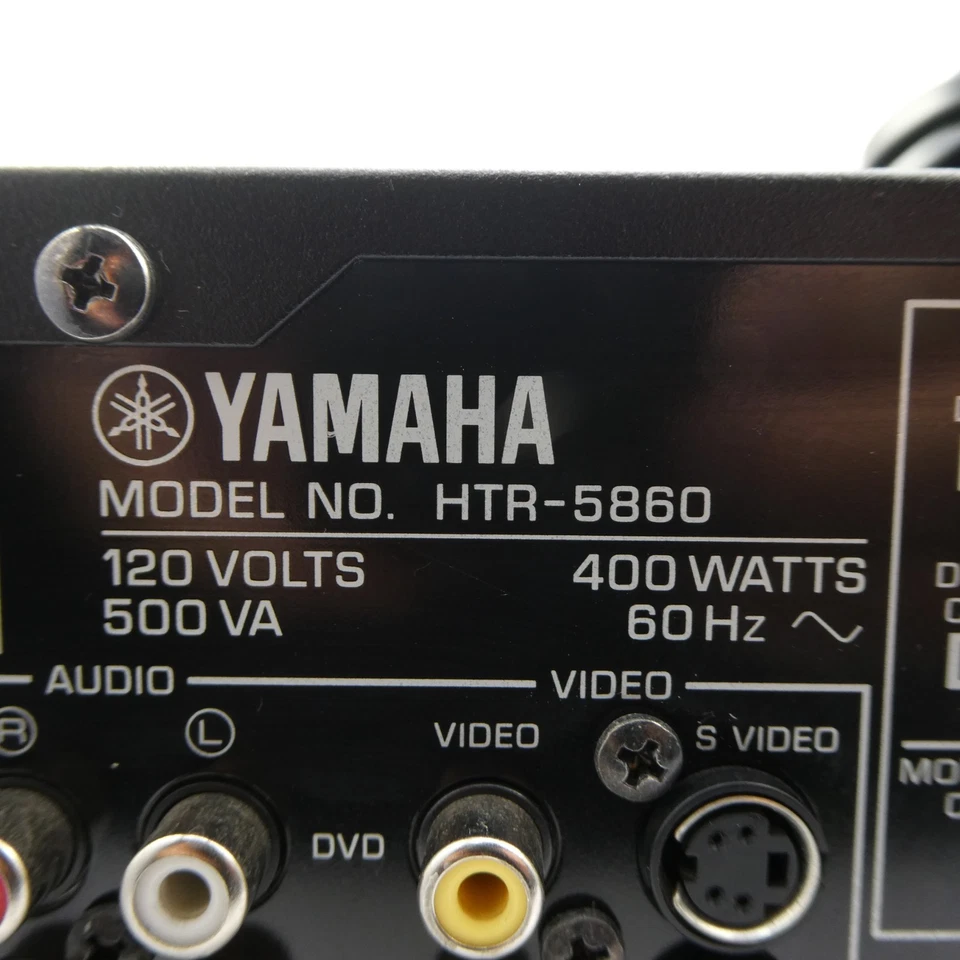 YAMAHA
MODEL NO. HTR-5860
120 VOLTS 400 WATTS
500 VA 60 Hz
AUDIO VIDEO
R L VIDEO S VIDEO
DVD